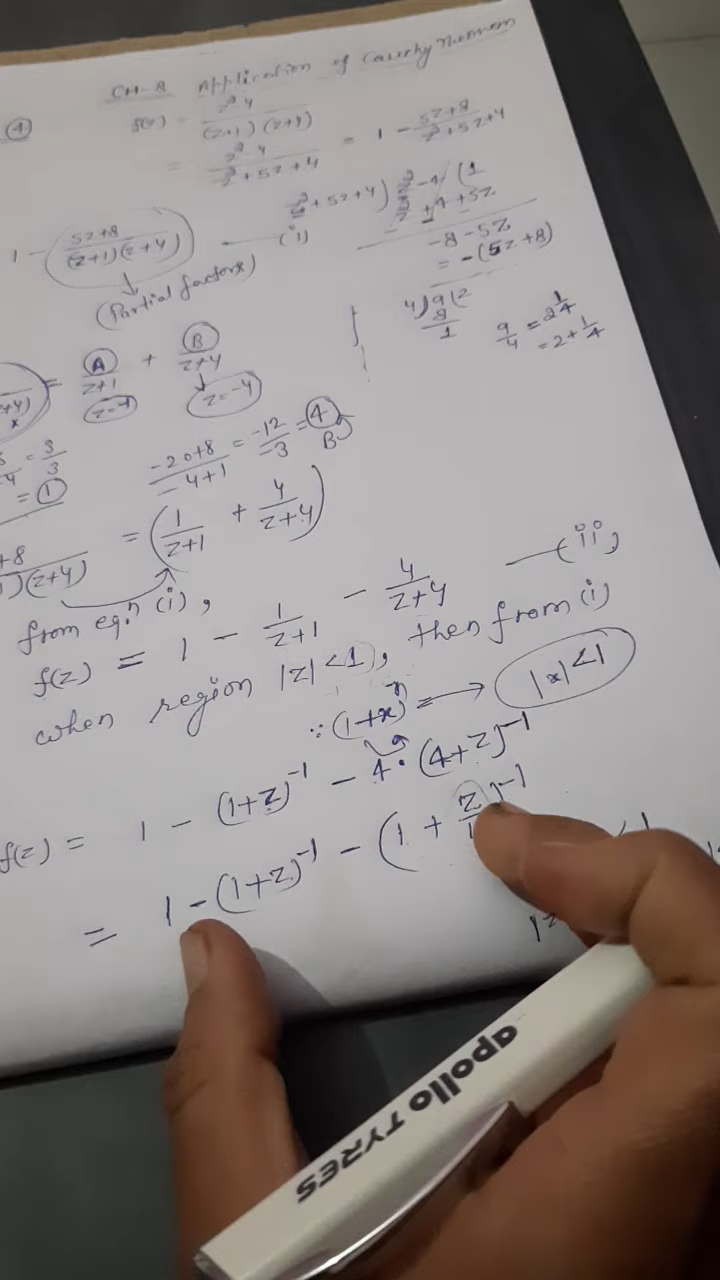 CH-8 Application of Cauchy Theorem
④ f(z) = z² 4 / (z+1) (z+4)
= z² 4 / z² + 5z + 4 = 1 - 5z+8 / z² + 5z + 4
z² + 5z + 4 ) z² - 4 ( 1
z² + 4 + 5z
-8 - 5z
= -(5z + 8)
1 - 5z+8 / (z+1)(z+4) — (i)
(Partial factors)
4) 9 (2
8
1
9/4 = 2 1/4
= 2 + 1/4
= A / z+1 + B / z+4
z = -4
= 3/3
= 1
-20+8 / -4+1 = -12 / -3 = 4
B
+8 / )(z+4) = ( 1 / z+1 + 4 / z+4 )
from eqn (i),
f(z) = 1 - 1 / z+1 - 4 / z+4 — (ii)
when region |z| < 1, then from (i)
∵ (1+x)ⁿ = → |x| < 1
f(z) = 1 - (1+z)⁻¹ - 4 · (4+z)⁻¹
= 1 - (1+z)⁻¹ - (1 + z
apollo TYRES